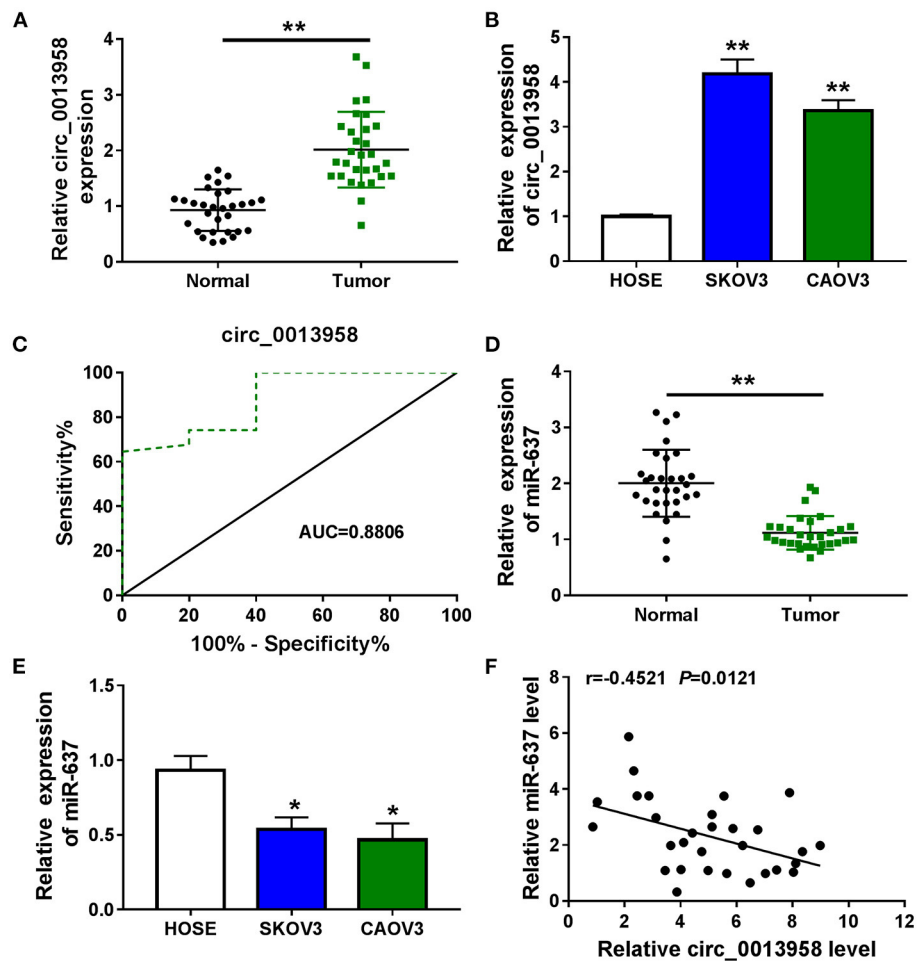 A
Relative circ_0013958
expression
4
3
2
1
0
**
Normal
Tumor
B
Relative expression
of circ_0013958
5
4
3
2
1
0
**
**
HOSE
SKOV3
CAOV3
C
circ_0013958
Sensitivity%
100
80
60
40
20
0
AUC=0.8806
0
20
40
60
80
100
100% - Specificity%
D
Relative expression
of miR-637
4
3
2
1
0
**
Normal
Tumor
E
Relative expression
of miR-637
1.5
1.0
0.5
0.0
*
*
HOSE
SKOV3
CAOV3
F
Relative miR-637 level
8
6
4
2
0
r=-0.4521 P=0.0121
0
2
4
6
8
10
12
Relative circ_0013958 level